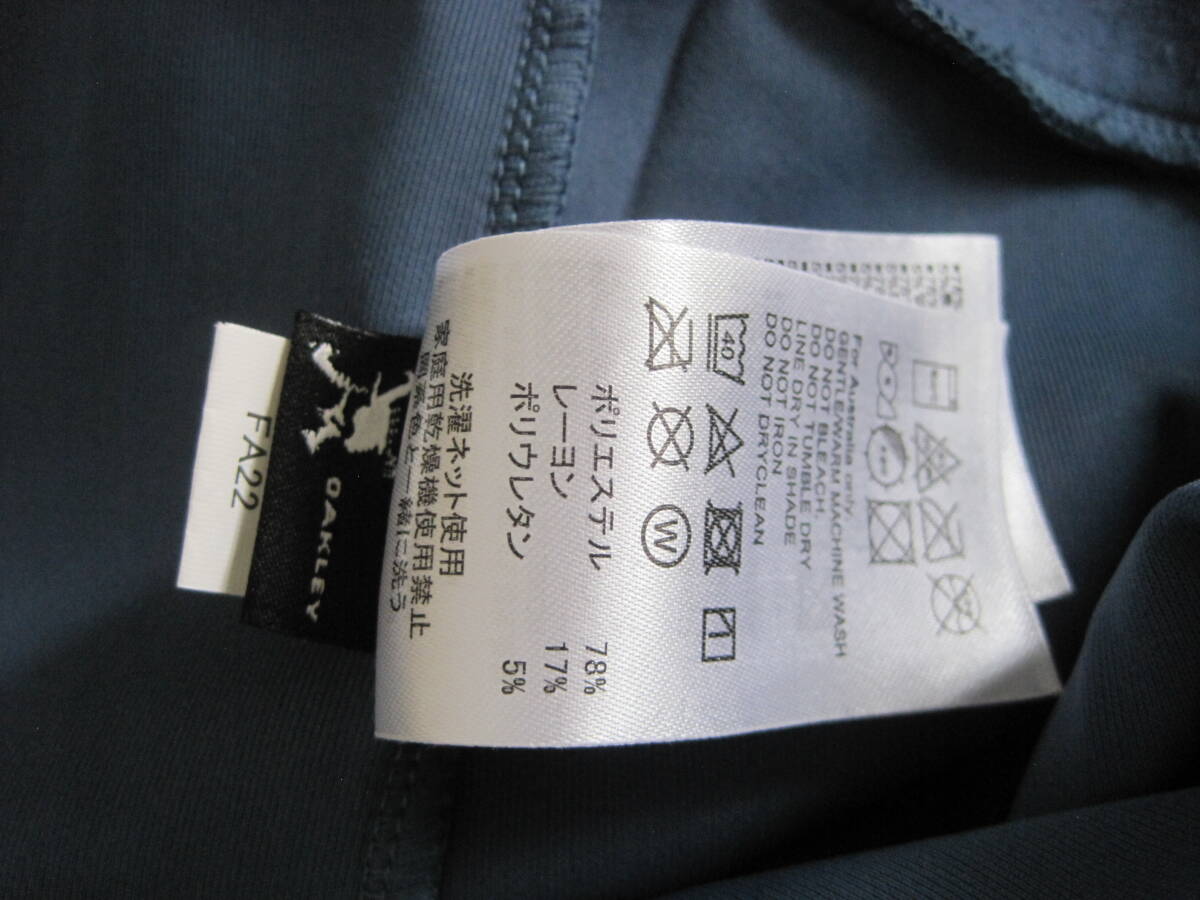 For Australia only.
GENTLE/WARM MACHINE WASH
DO NOT BLEACH.
DO NOT TUMBLE DRY
LINE DRY IN SHADE
DO NOT IRON
DO NOT DRYCLEAN
40
W
ポリエステル 78%
レーヨン 17%
ポリウレタン 5%
洗濯ネット使用
家庭用乾燥機使用禁止
OAKLEY
FA22